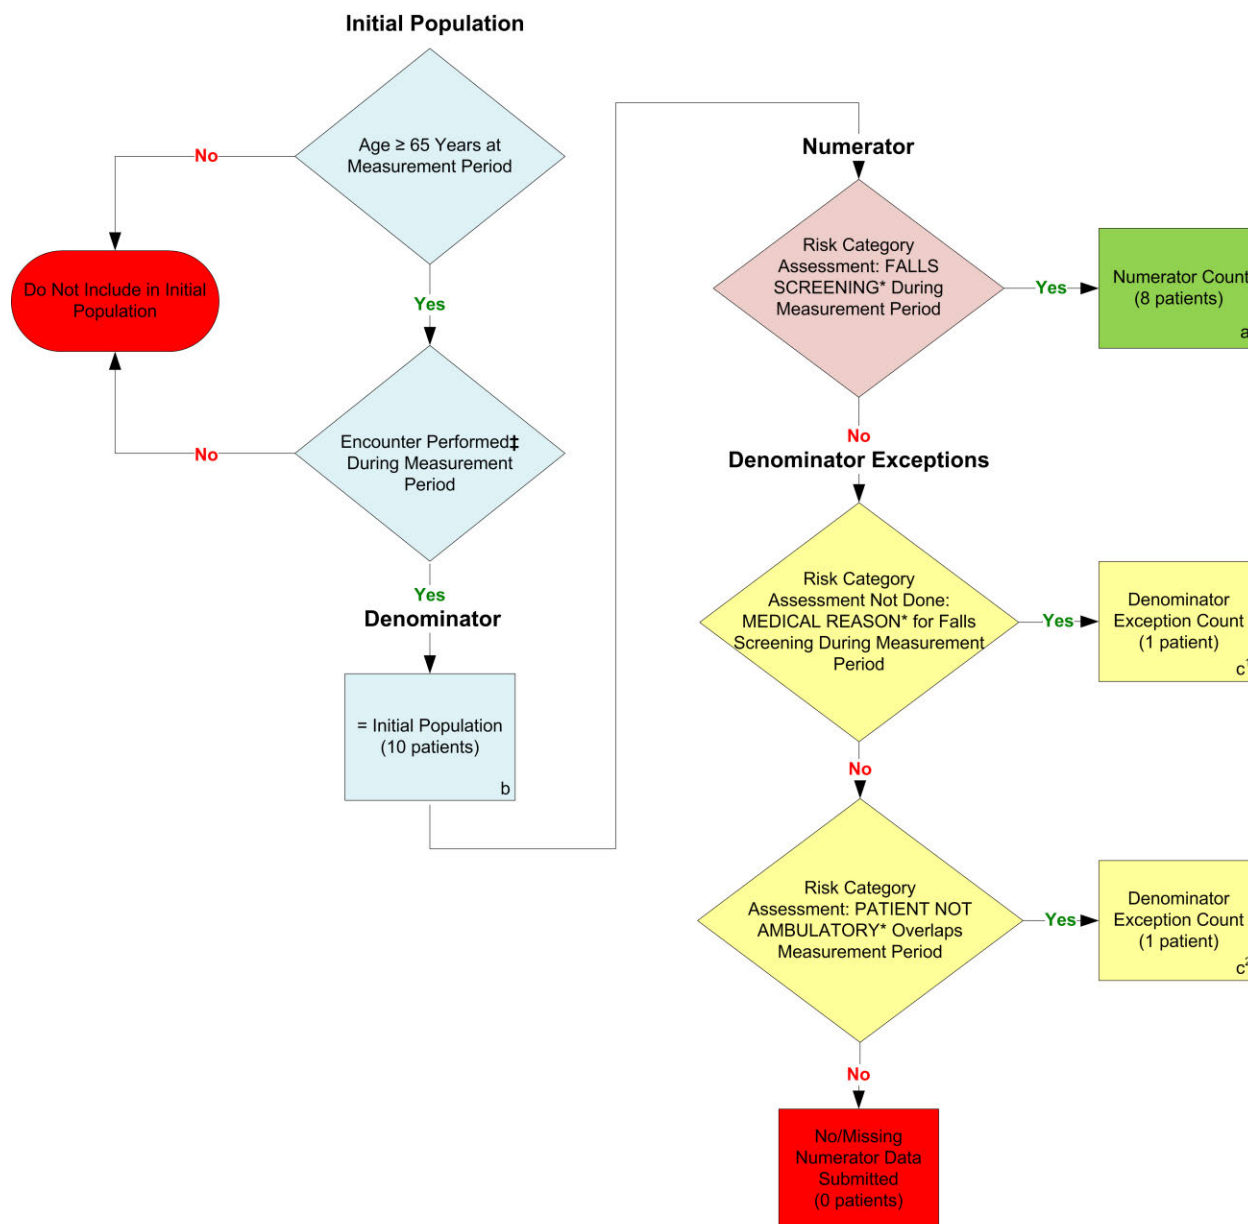 Initial Population
Age ≥ 65 Years at
Measurement Period
No
Do Not Include in Initial
Population
Yes
Encounter Performed‡
During Measurement
Period
No
Yes
Denominator
= Initial Population
(10 patients)
b
Numerator
Risk Category
Assessment: FALLS
SCREENING* During
Measurement Period
Yes
Numerator Count
(8 patients)
a
No
Denominator Exceptions
Risk Category
Assessment Not Done:
MEDICAL REASON* for Falls
Screening During Measurement
Period
Yes
Denominator
Exception Count
(1 patient)
c¹
No
Risk Category
Assessment: PATIENT NOT
AMBULATORY* Overlaps
Measurement Period
Yes
Denominator
Exception Count
(1 patient)
c²
No
No/Missing
Numerator Data
Submitted
(0 patients)